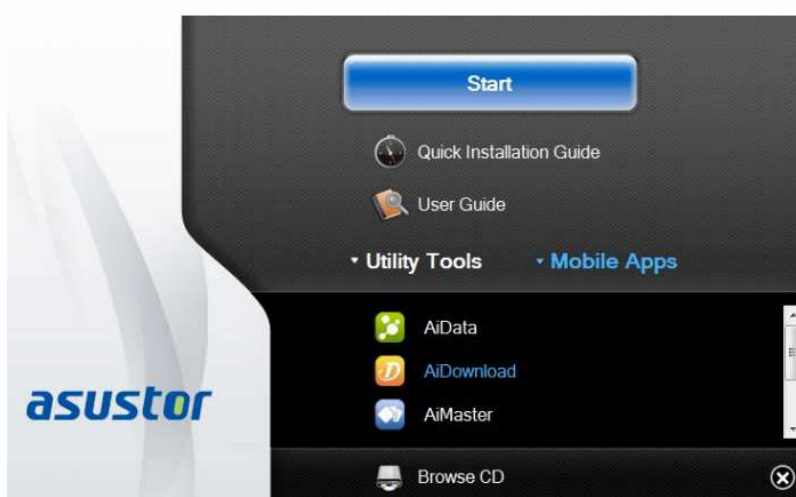 Start
Quick Installation Guide
User Guide
Utility Tools Mobile Apps
AiData
AiDownload
AiMaster
asustor
Browse CD